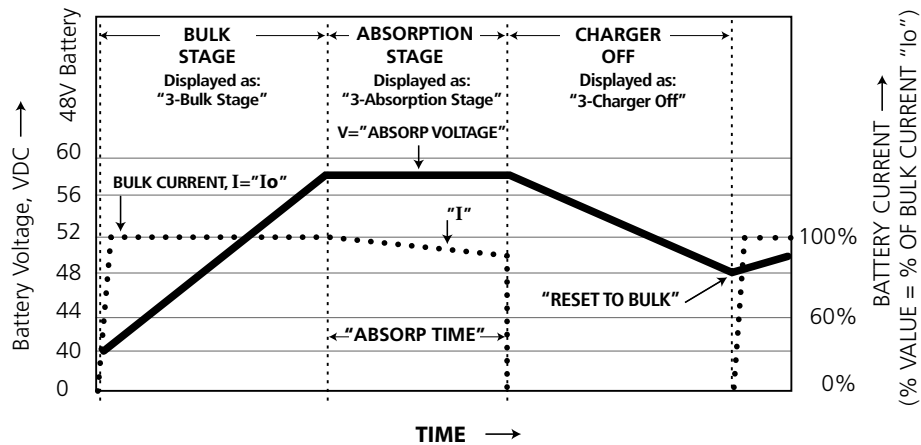 BULK
STAGE
Displayed as:
"3-Bulk Stage"
ABSORPTION
STAGE
Displayed as:
"3-Absorption Stage"
CHARGER
OFF
Displayed as:
"3-Charger Off"
V="ABSORP VOLTAGE"
BULK CURRENT, I="Io"
"I"
"RESET TO BULK"
"ABSORP TIME"
48V Battery
Battery Voltage, VDC
60
56
52
48
44
40
0
100%
60%
0%
BATTERY CURRENT
(% VALUE = % OF BULK CURRENT "Io")
TIME